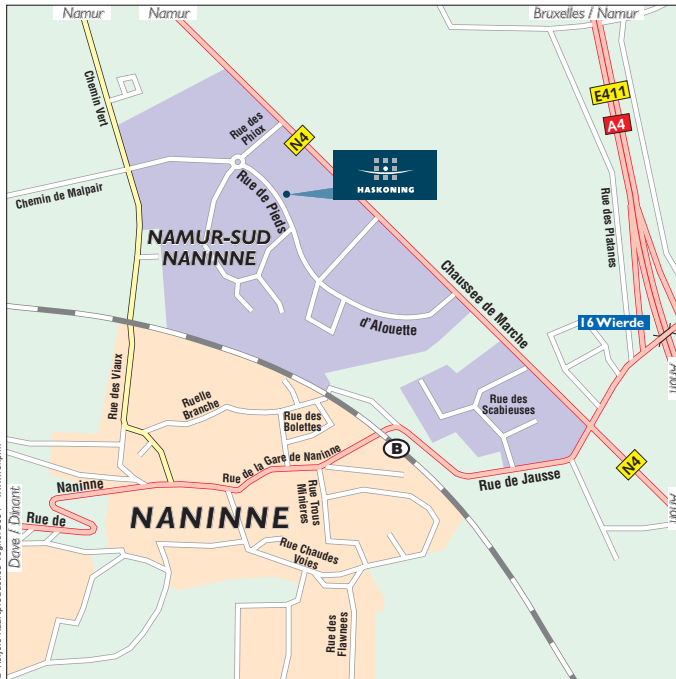 Namur
Namur
Bruxelles / Namur
Chemin Vert
E411
A4
Rue des
Phlox
N4
HASKONING
Chemin de Malpair
Rue de Pieds
Rue des Platanes
NAMUR-SUD
NANINNE
Chaussee de Marche
d'Alouette
16 Wierde
Arlon
Rue des Viaux
Ruelle
Branche
Rue des
Bolettes
Rue des
Scabieuses
B
Rue de la Gare de Naninne
N4
Naninne
Rue de Jausse
Rue Trous
Minieres
Arlon
Rue de
NANINNE
Dave / Dinant
Rue Chaudes
Voies
Rue des
Flawnees